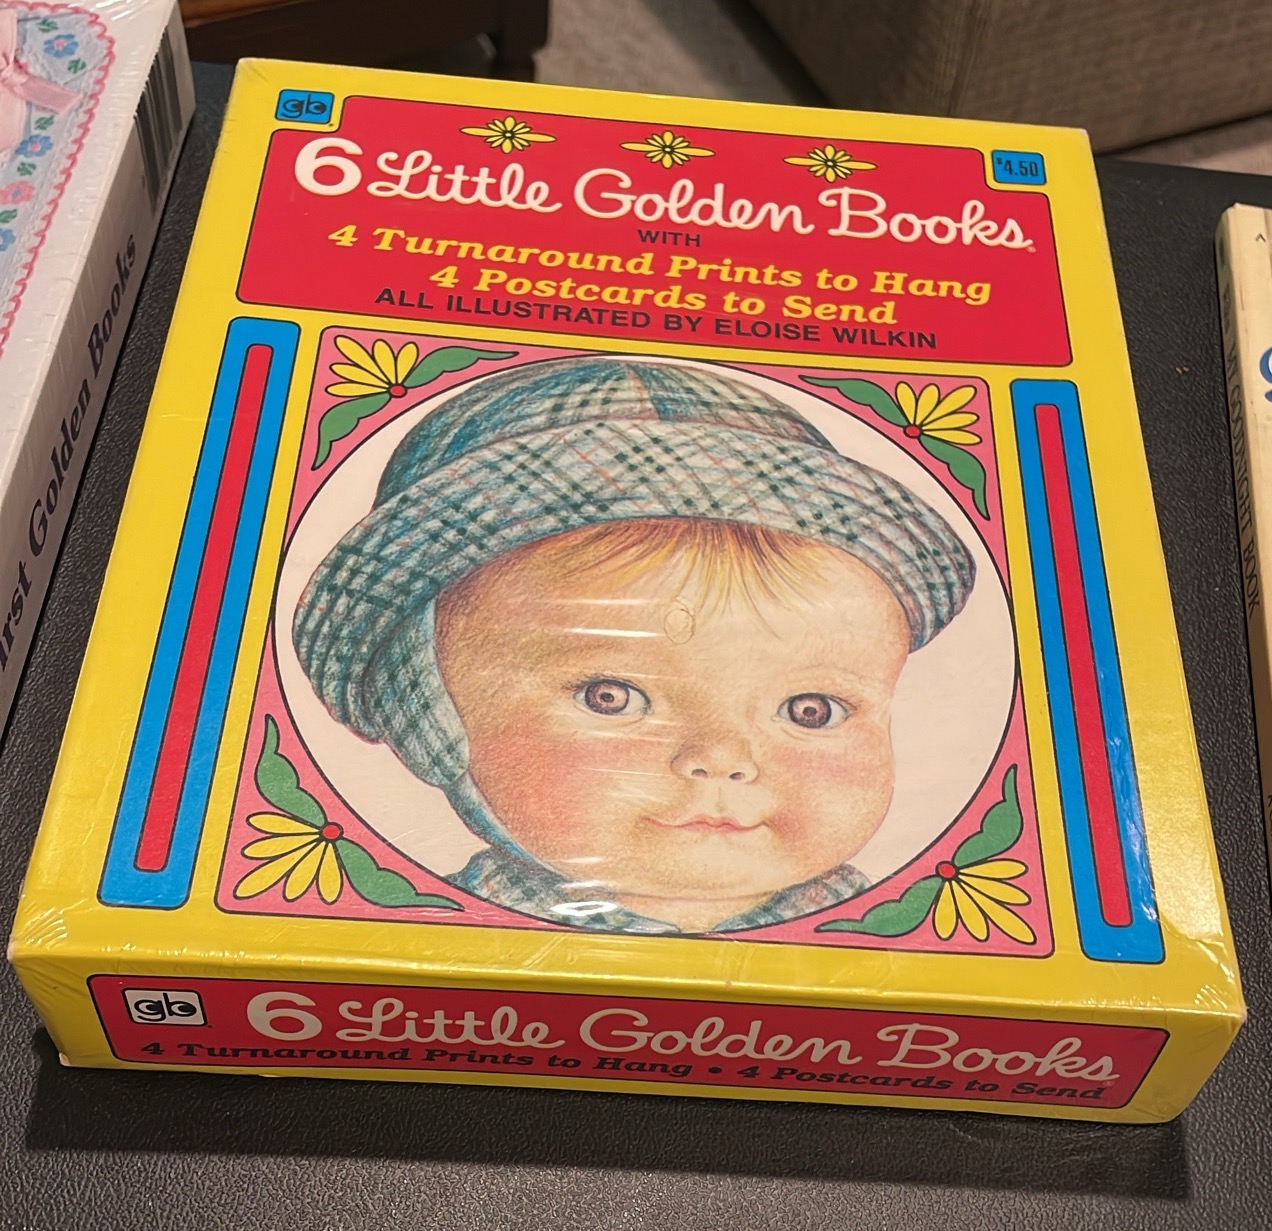 gb
$4.50
6 Little Golden Books®
WITH
4 Turnaround Prints to Hang
4 Postcards to Send
ALL ILLUSTRATED BY ELOISE WILKIN
gb
6 Little Golden Books®
4 Turnaround Prints to Hang • 4 Postcards to Send
First Golden Books
GOODNIGHT BOOK